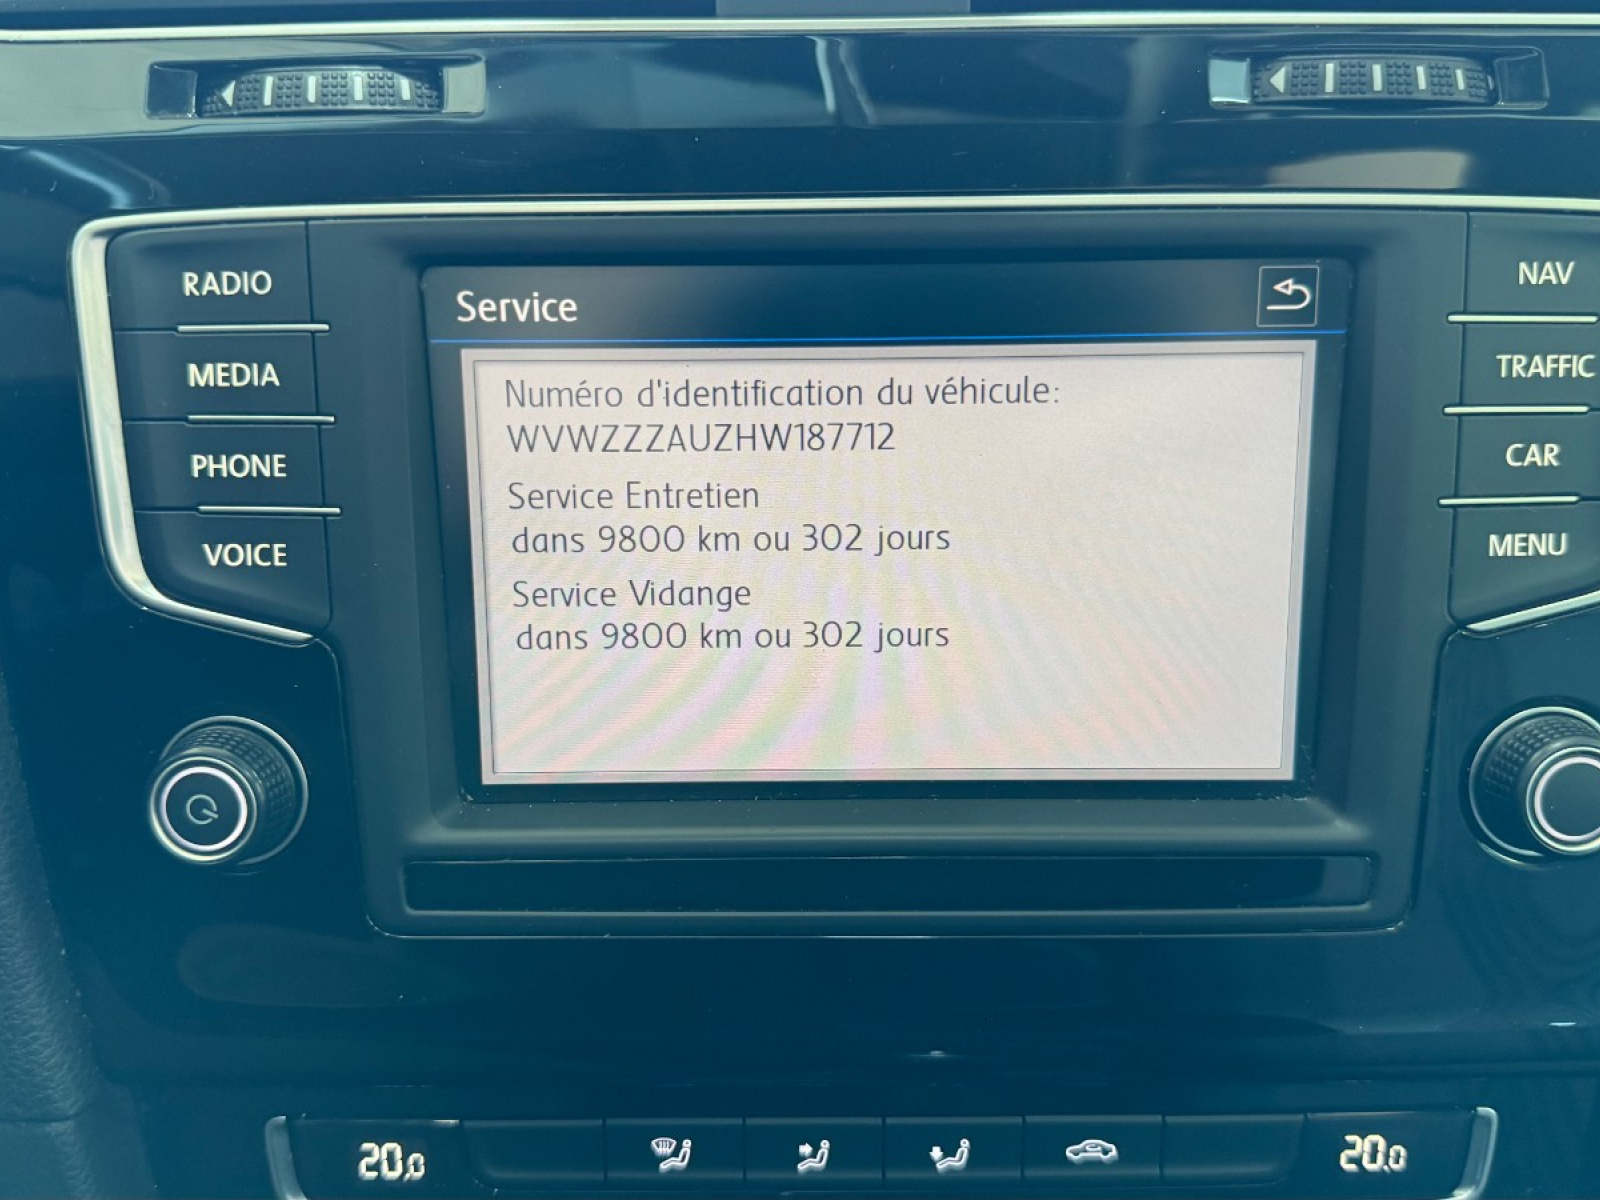 RADIO
MEDIA
PHONE
VOICE
Service
Numéro d'identification du véhicule:
WVWZZZAUZHW187712
Service Entretien
dans 9800 km ou 302 jours
Service Vidange
dans 9800 km ou 302 jours
NAV
TRAFFIC
CAR
MENU
20,0
20.0